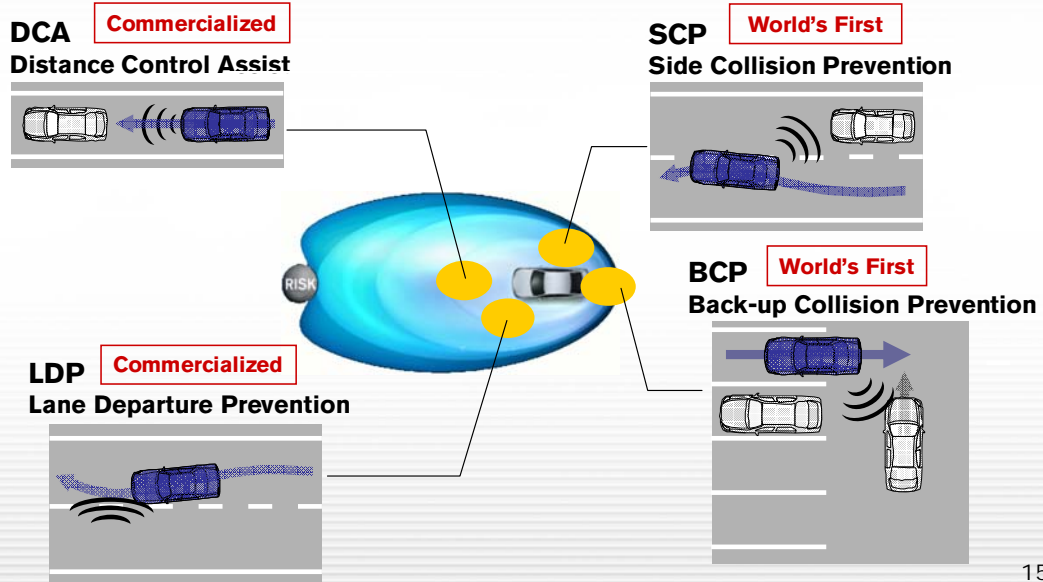 DCA
Commercialized
Distance Control Assist
SCP
World's First
Side Collision Prevention
RISK
BCP
World's First
Back-up Collision Prevention
LDP
Commercialized
Lane Departure Prevention
15